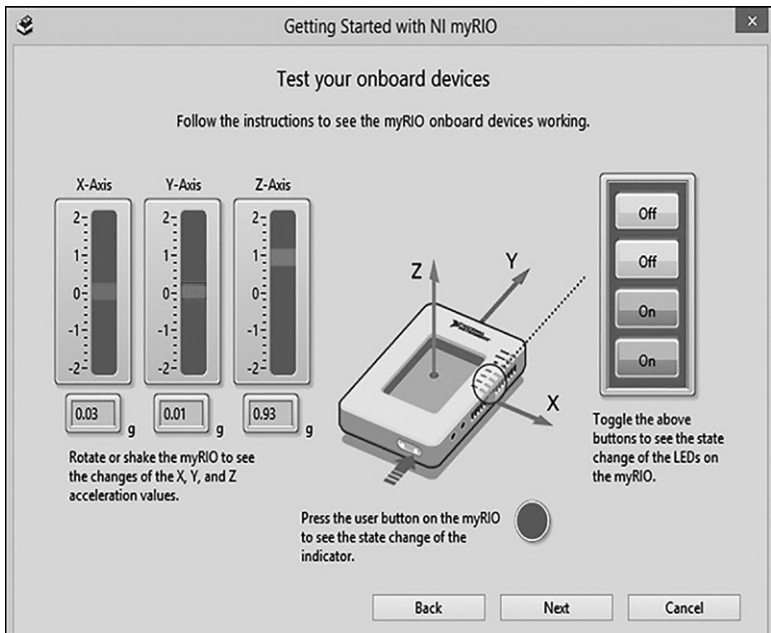 Getting Started with NI myRIO
x
Test your onboard devices
Follow the instructions to see the myRIO onboard devices working.
X-Axis
Y-Axis
Z-Axis
2
1
0
-1
-2
2
1
0
-1
-2
2
1
0
-1
-2
0.03 g
0.01 g
0.93 g
Rotate or shake the myRIO to see
the changes of the X, Y, and Z
acceleration values.
Z
Y
X
Press the user button on the myRIO
to see the state change of the
indicator.
Off
Off
On
On
Toggle the above
buttons to see the state
change of the LEDs on
the myRIO.
Back
Next
Cancel